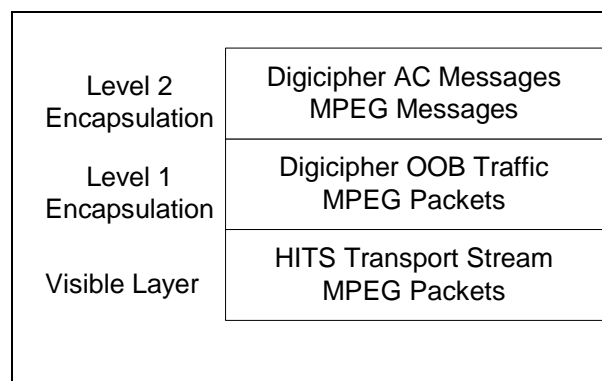 Level 2
Encapsulation
Digicipher AC Messages
MPEG Messages
Level 1
Encapsulation
Digicipher OOB Traffic
MPEG Packets
Visible Layer
HITS Transport Stream
MPEG Packets